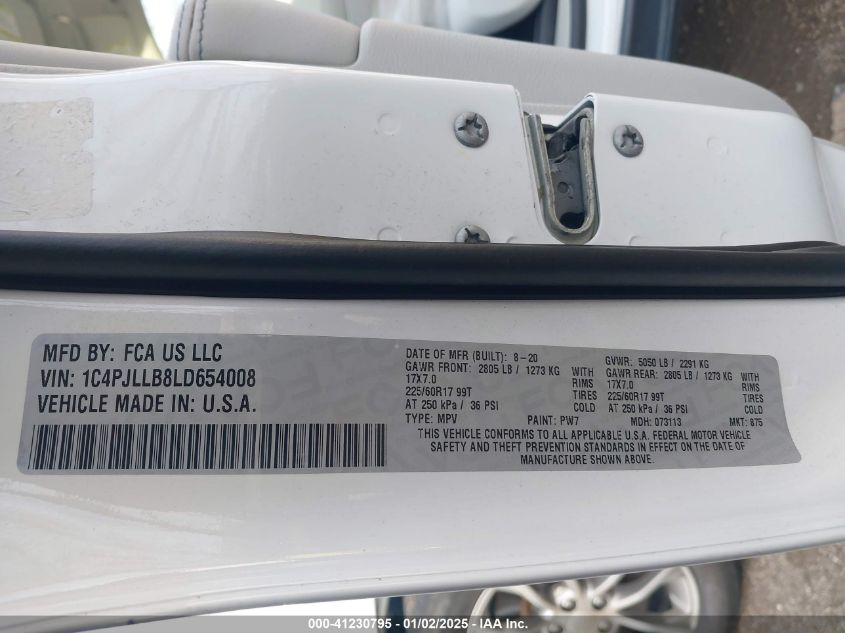 MFD BY: FCA US LLC
VIN: 1C4PJLLB8LD654008
VEHICLE MADE IN: U.S.A.
DATE OF MFR (BUILT): 8-20 GVWR: 5050 LB / 2291 KG
GAWR FRONT: 2805 LB / 1273 KG WITH GAWR REAR: 2805 LB / 1273 KG WITH
17X7.0 RIMS 17X7.0 RIMS
225/60R17 99T TIRES 225/60R17 99T TIRES
AT 250 kPa / 36 PSI COLD AT 250 kPa / 36 PSI COLD
TYPE: MPV PAINT: PW7 MDH: 073113 MKT: 875
THIS VEHICLE CONFORMS TO ALL APPLICABLE U.S.A. FEDERAL MOTOR VEHICLE
SAFETY AND THEFT PREVENTION STANDARDS IN EFFECT ON THE DATE OF
MANUFACTURE SHOWN ABOVE.
000-41230795 - 01/02/2025 - IAA Inc.